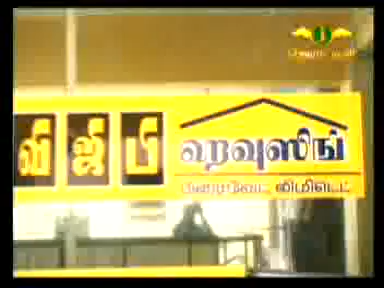 விஜிபி ஹவுஸிங்
பிரைவேட் லிமிடெட்